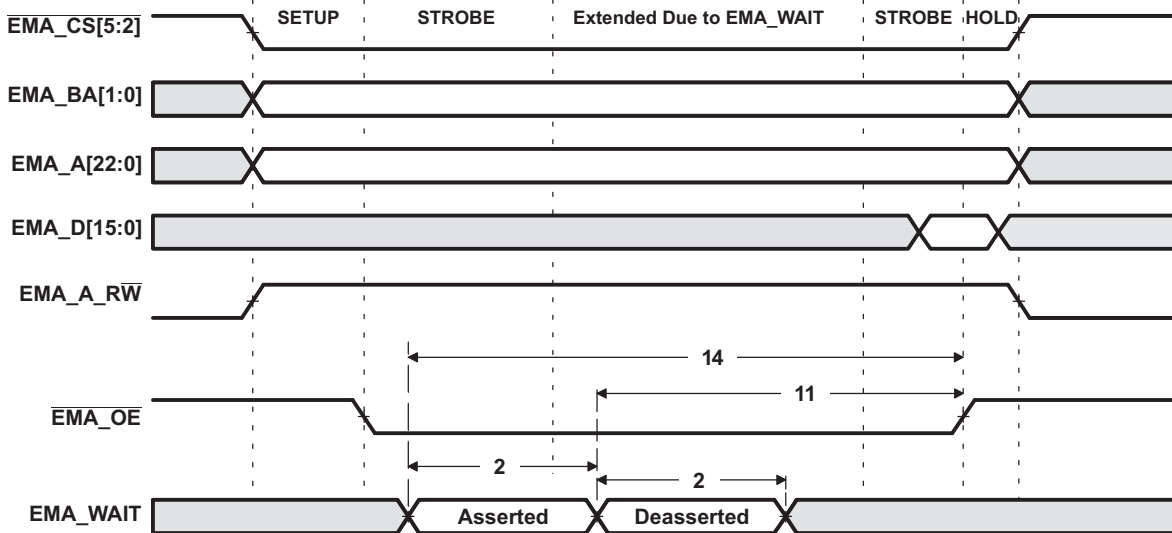 SETUP STROBE Extended Due to EMA_WAIT STROBE HOLD
EMA_CS[5:2]
EMA_BA[1:0]
EMA_A[22:0]
EMA_D[15:0]
EMA_A_RW
14
11
EMA_OE
2
2
EMA_WAIT Asserted Deasserted